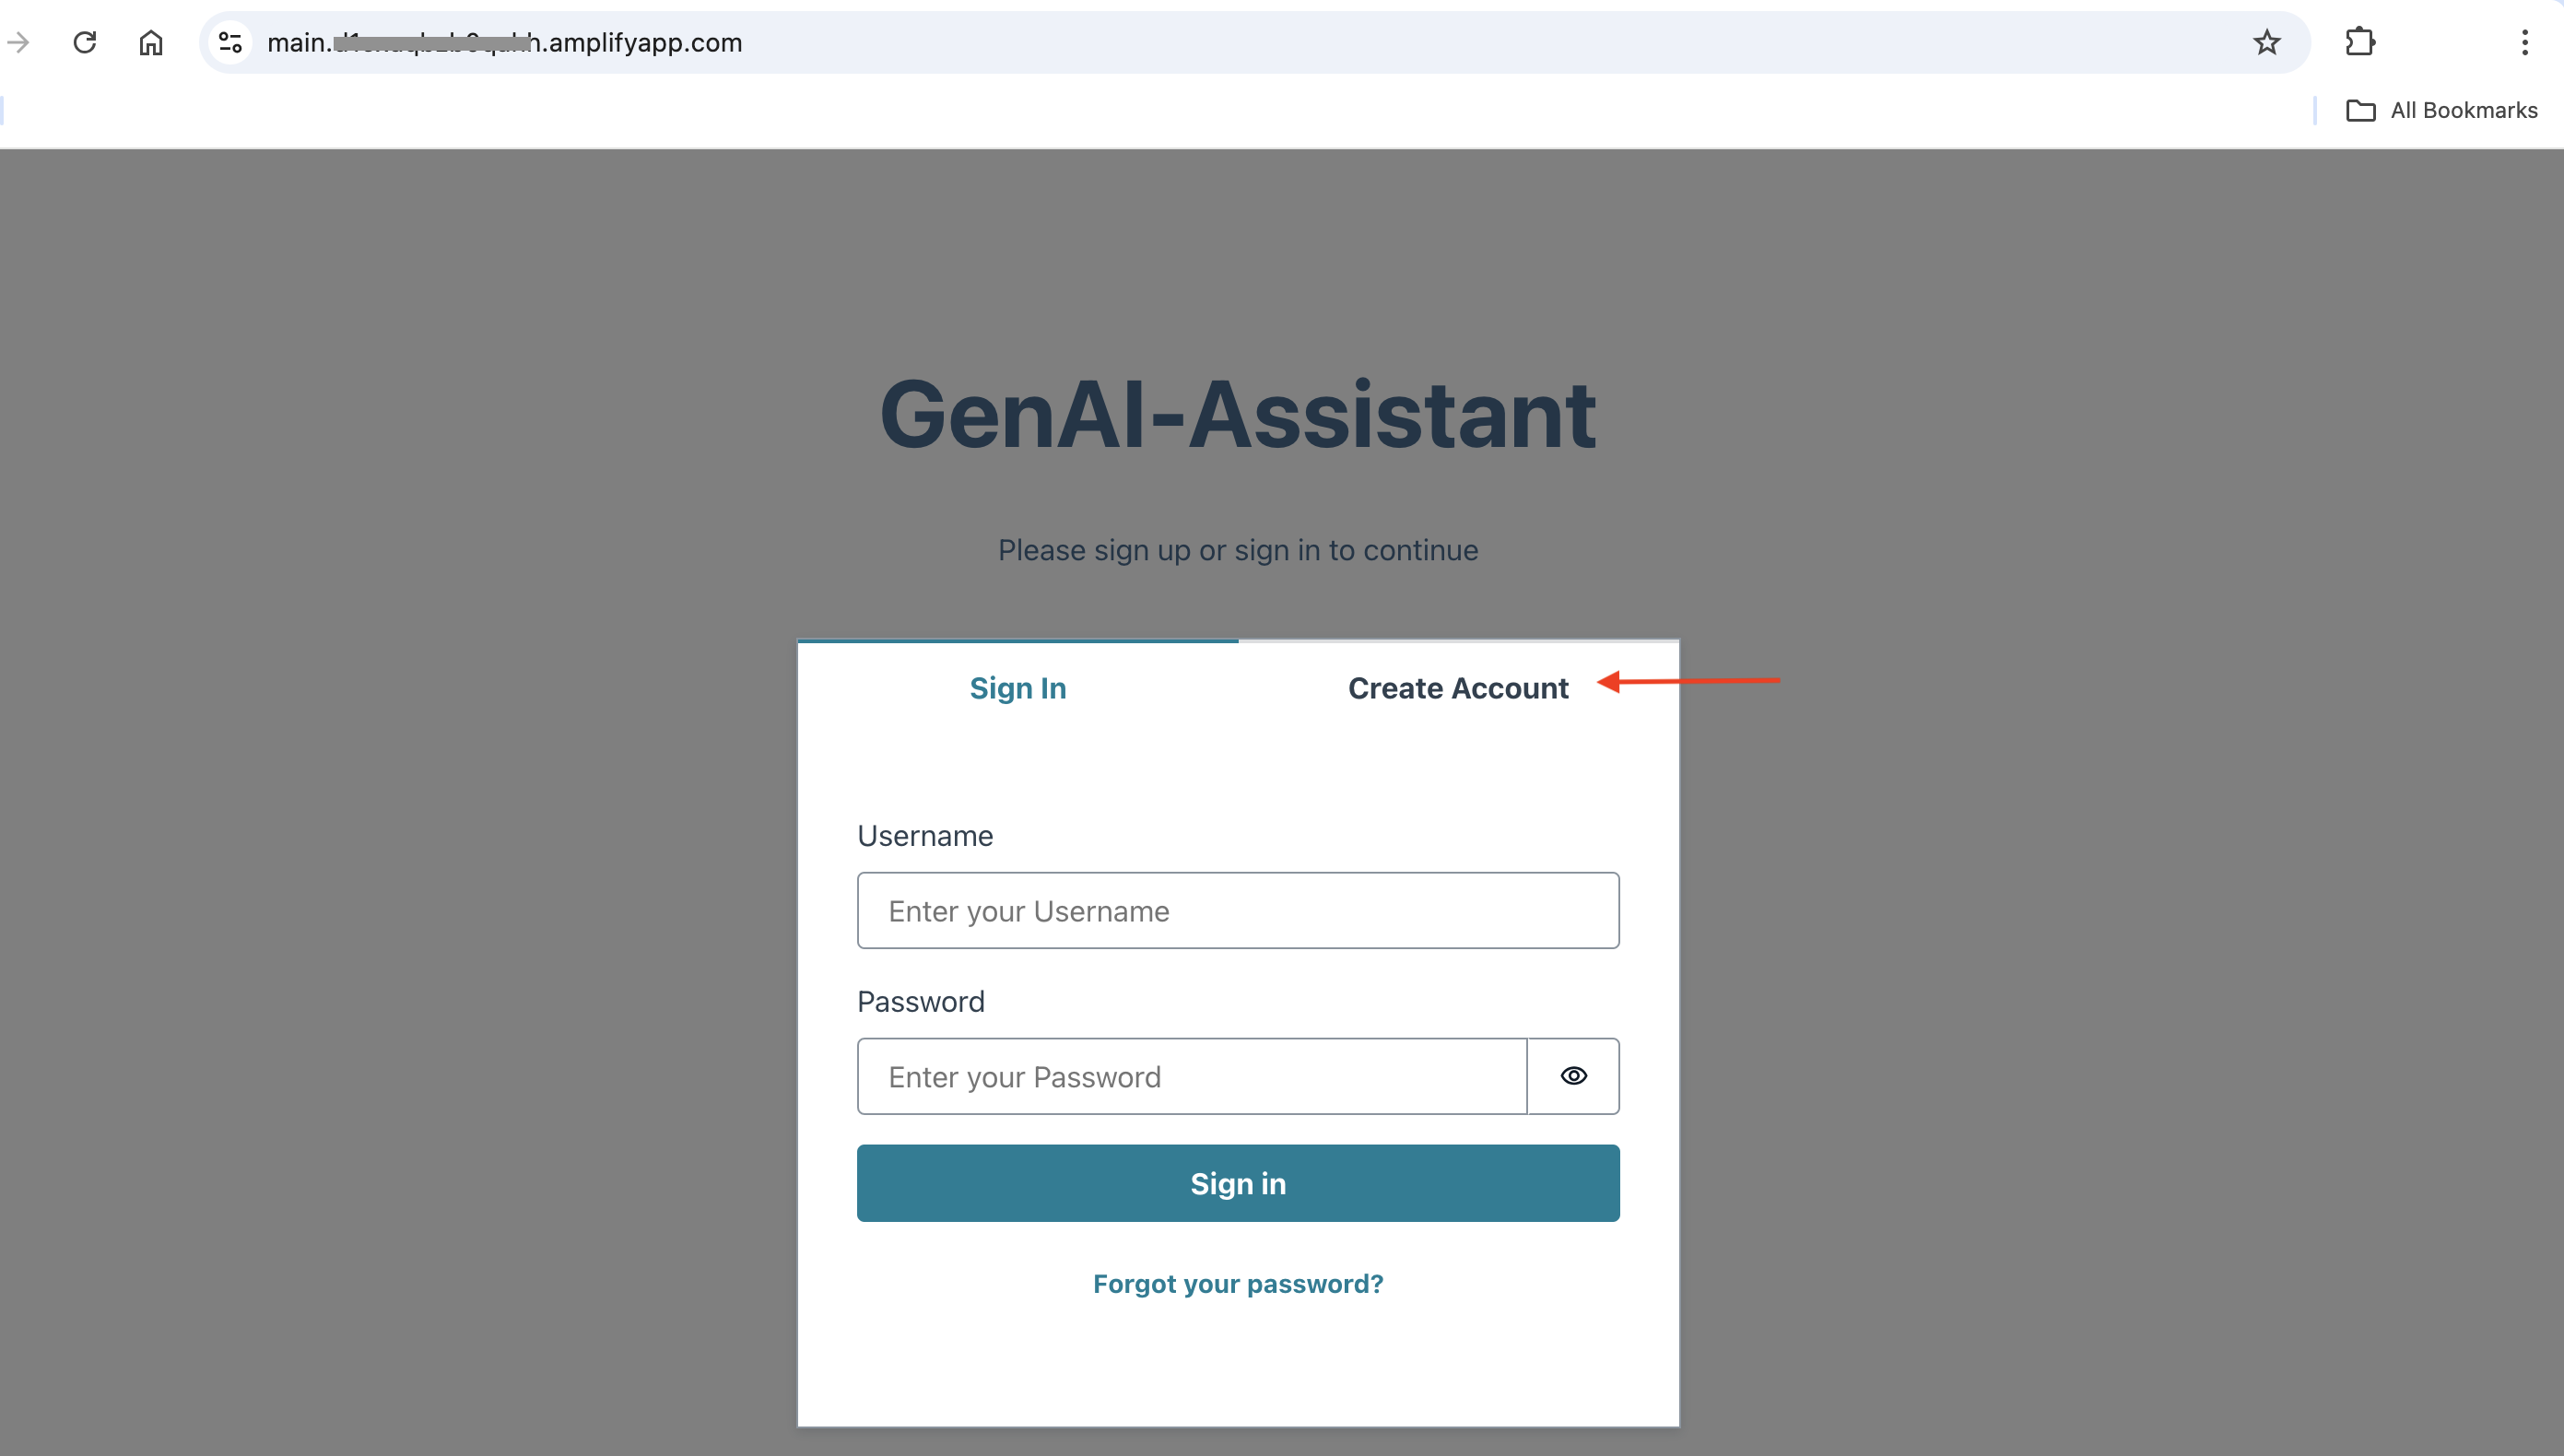 main. .amplifyapp.com
All Bookmarks
GenAI-Assistant
Please sign up or sign in to continue
Sign In
Create Account
Username
Enter your Username
Password
Enter your Password
Sign in
Forgot your password?